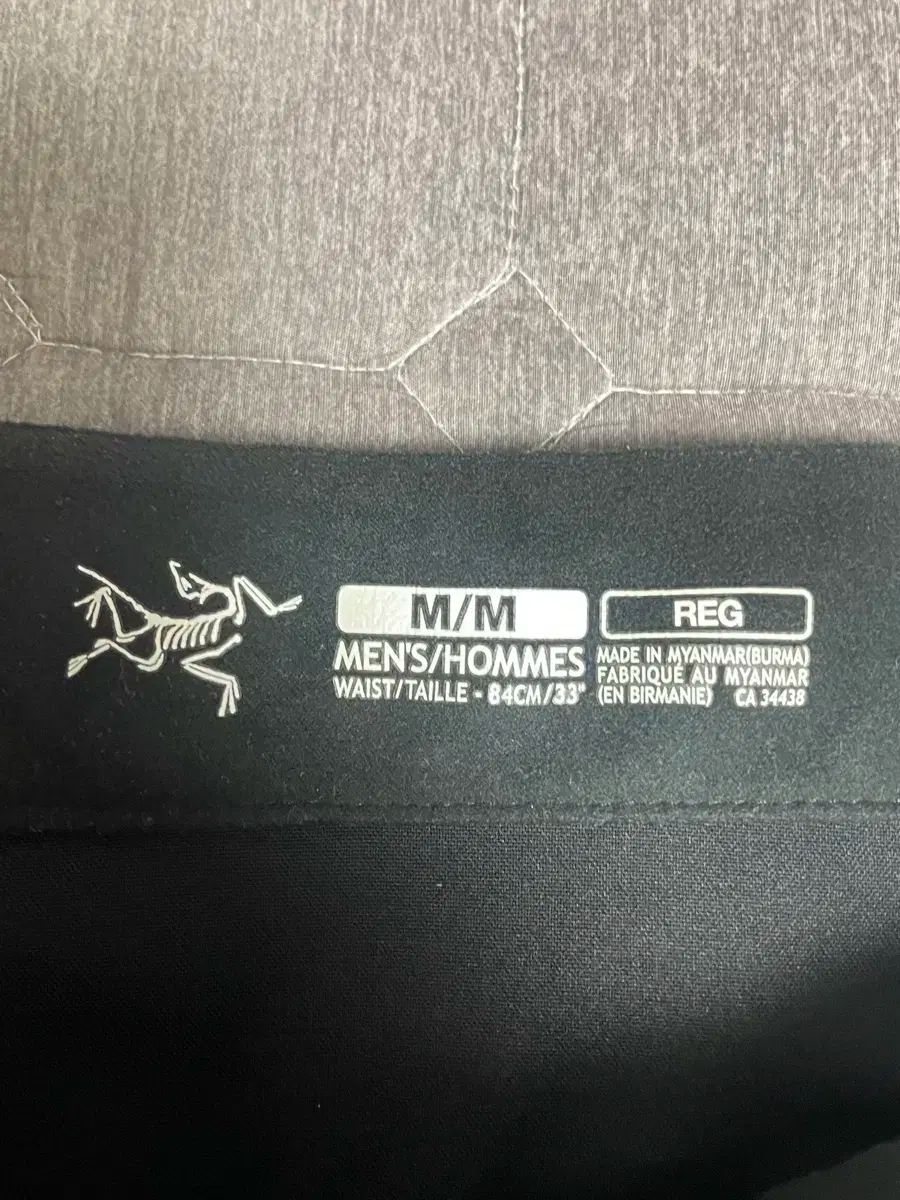 M/M
MEN'S/HOMMES
WAIST/TAILLE - 84CM/33"
REG
MADE IN MYANMAR(BURMA)
FABRIQUÉ AU MYANMAR
(EN BIRMANIE) CA 34438